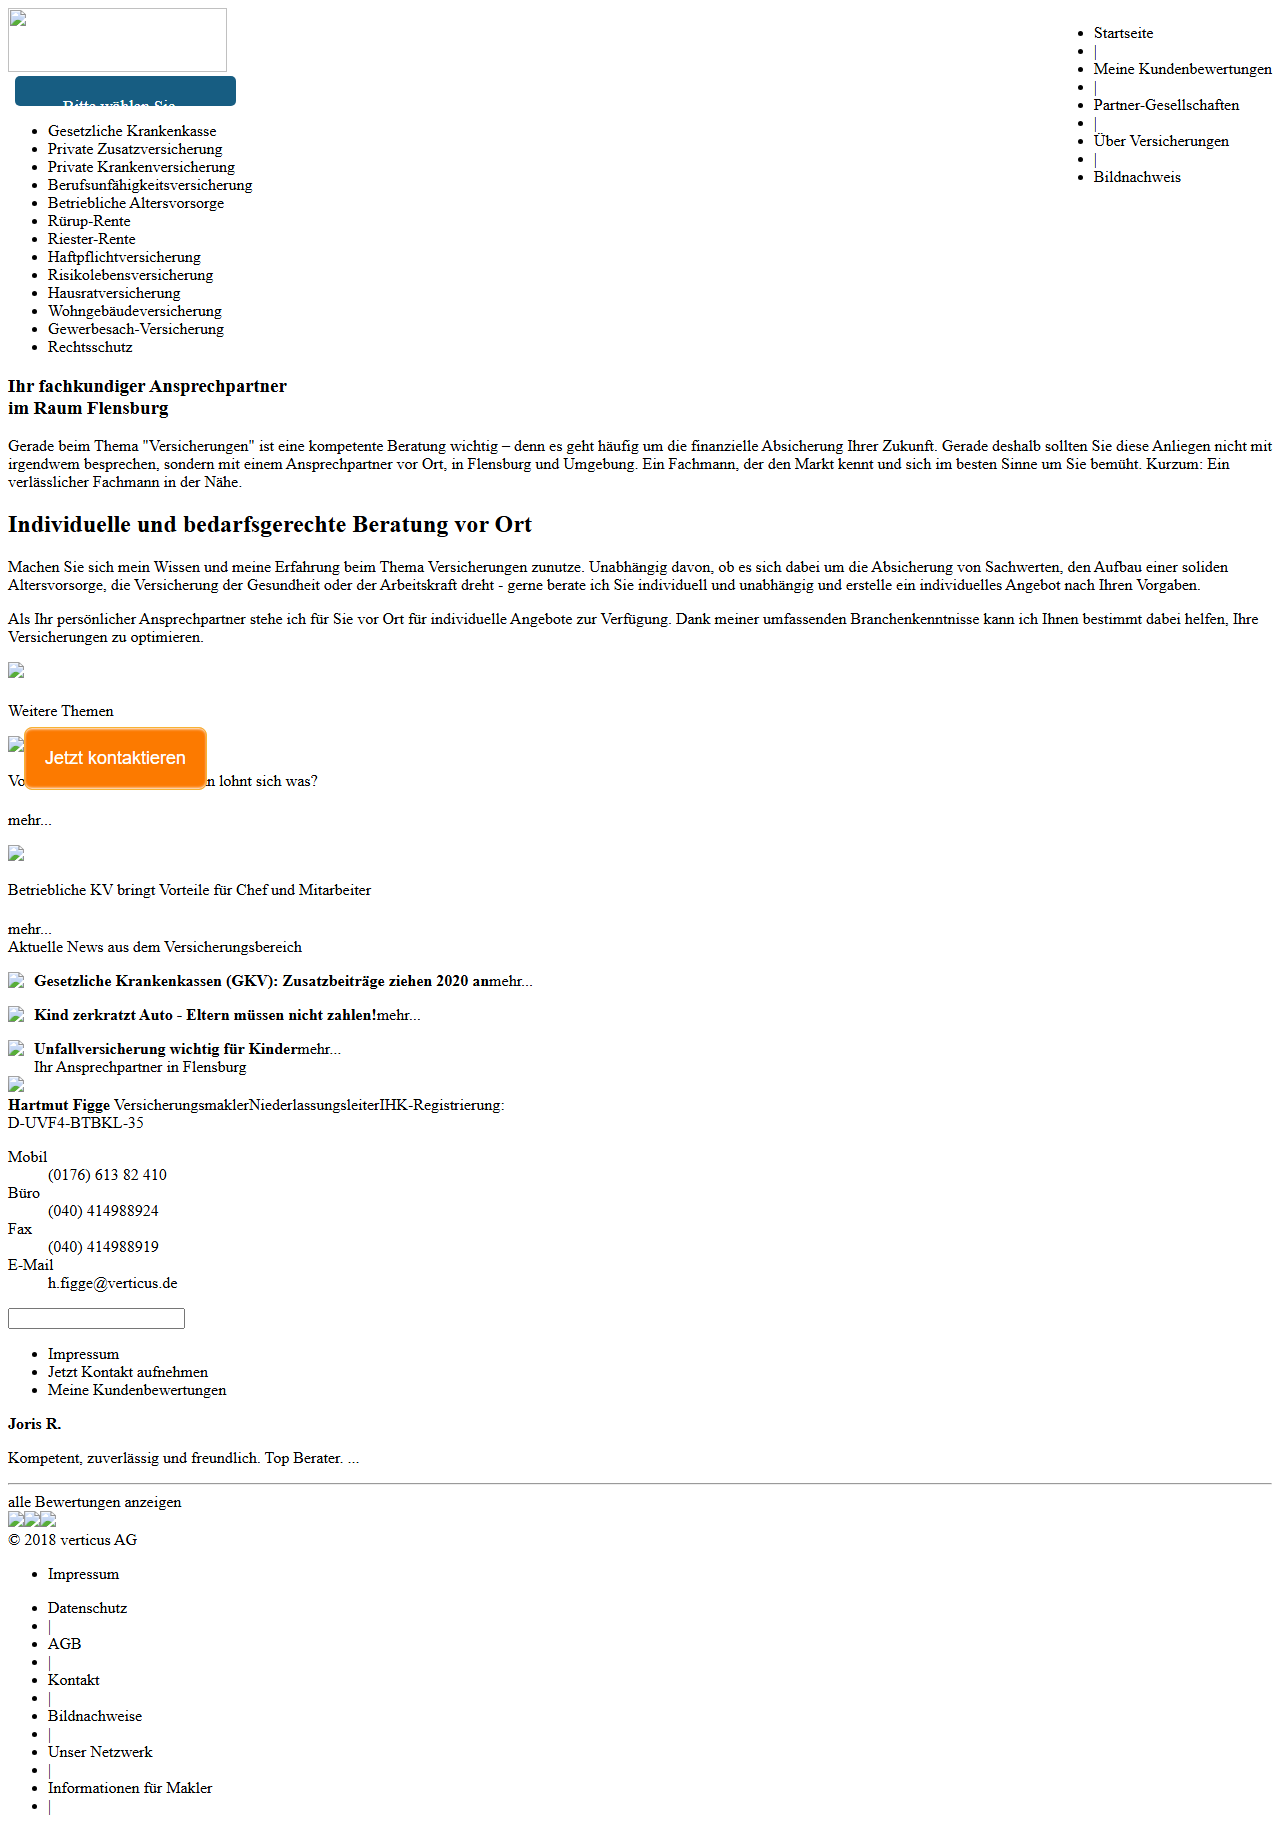 Startseite
|
Meine Kundenbewertungen
|
Partner-Gesellschaften
|
Über Versicherungen
|
Bildnachweis
Bitte wählen Sie
Gesetzliche Krankenkasse
Private Zusatzversicherung
Private Krankenversicherung
Berufsunfähigkeitsversicherung
Betriebliche Altersvorsorge
Rürup-Rente
Riester-Rente
Haftpflichtversicherung
Risikolebensversicherung
Hausratversicherung
Wohngebäudeversicherung
Gewerbesach-Versicherung
Rechtsschutz
Ihr fachkundiger Ansprechpartner
im Raum Flensburg
Gerade beim Thema "Versicherungen" ist eine kompetente Beratung wichtig – denn es geht häufig um die finanzielle Absicherung Ihrer Zukunft. Gerade deshalb sollten Sie diese Anliegen nicht mit
irgendwem besprechen, sondern mit einem Ansprechpartner vor Ort, in Flensburg und Umgebung. Ein Fachmann, der den Markt kennt und sich im besten Sinne um Sie bemüht. Kurzum: Ein
verlässlicher Fachmann in der Nähe.
Individuelle und bedarfsgerechte Beratung vor Ort
Machen Sie sich mein Wissen und meine Erfahrung beim Thema Versicherungen zunutze. Unabhängig davon, ob es sich dabei um die Absicherung von Sachwerten, den Aufbau einer soliden
Altersvorsorge, die Versicherung der Gesundheit oder der Arbeitskraft dreht - gerne berate ich Sie individuell und unabhängig und erstelle ein individuelles Angebot nach Ihren Vorgaben.
Als Ihr persönlicher Ansprechpartner stehe ich für Sie vor Ort für individuelle Angebote zur Verfügung. Dank meiner umfassenden Branchenkenntnisse kann ich Ihnen bestimmt dabei helfen, Ihre
Versicherungen zu optimieren.
Weitere Themen
Jetzt kontaktieren
lohnt sich was?
mehr...
Betriebliche KV bringt Vorteile für Chef und Mitarbeiter
mehr...
Aktuelle News aus dem Versicherungsbereich
Gesetzliche Krankenkassen (GKV): Zusatzbeiträge ziehen 2020 anmehr...
Kind zerkratzt Auto - Eltern müssen nicht zahlen!mehr...
Unfallversicherung wichtig für Kindermehr...
Ihr Ansprechpartner in Flensburg
Hartmut Figge VersicherungsmaklerNiederlassungsleiterIHK-Registrierung:
D-UVF4-BTBKL-35
Mobil
(0176) 613 82 410
Büro
(040) 414988924
Fax
(040) 414988919
E-Mail
h.figge@verticus.de
Impressum
Jetzt Kontakt aufnehmen
Meine Kundenbewertungen
Joris R.
Kompetent, zuverlässig und freundlich. Top Berater. ...
alle Bewertungen anzeigen
© 2018 verticus AG
Impressum
Datenschutz
|
AGB
|
Kontakt
|
Bildnachweise
|
Unser Netzwerk
|
Informationen für Makler
|